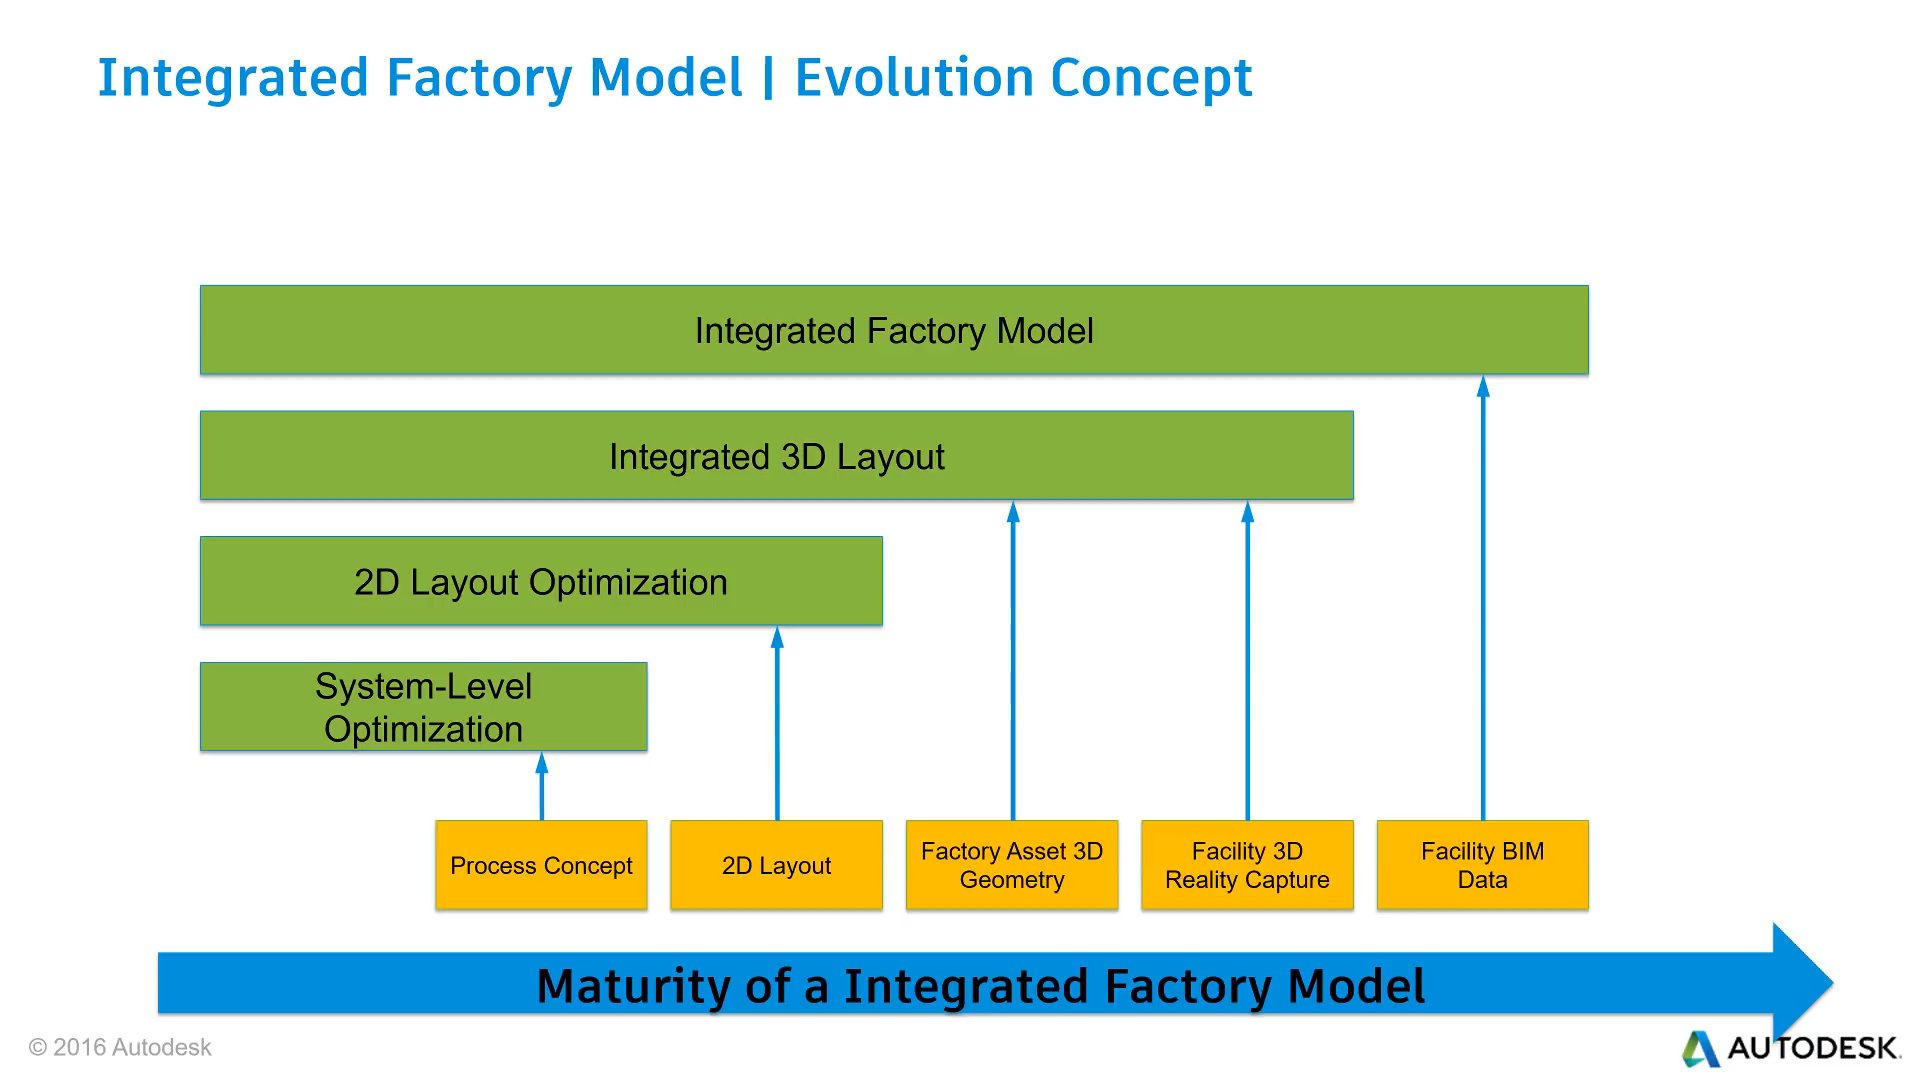 Integrated Factory Model | Evolution Concept
Integrated Factory Model
Integrated 3D Layout
2D Layout Optimization
System-Level
Optimization
Process Concept
2D Layout
Factory Asset 3D
Geometry
Facility 3D
Reality Capture
Facility BIM
Data
Maturity of a Integrated Factory Model
© 2016 Autodesk
AUTODESK.